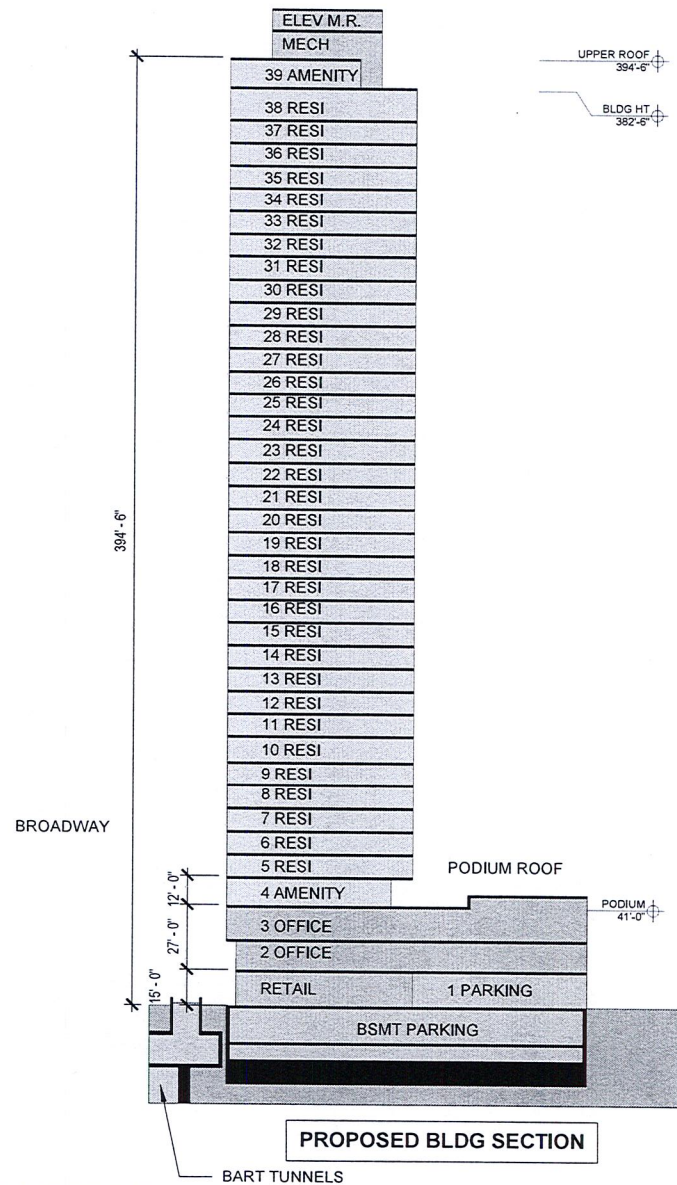 ELEV M.R.
MECH
UPPER ROOF
394'-6"
39 AMENITY
BLDG HT
382'-6"
38 RESI
37 RESI
36 RESI
35 RESI
34 RESI
33 RESI
32 RESI
31 RESI
30 RESI
29 RESI
28 RESI
27 RESI
26 RESI
25 RESI
24 RESI
23 RESI
22 RESI
21 RESI
20 RESI
394' - 6"
19 RESI
18 RESI
17 RESI
16 RESI
15 RESI
14 RESI
13 RESI
12 RESI
11 RESI
10 RESI
9 RESI
8 RESI
7 RESI
BROADWAY
6 RESI
5 RESI
PODIUM ROOF
12' - 0"
4 AMENITY
PODIUM
41'-0"
3 OFFICE
27' - 0"
2 OFFICE
15' - 0"
RETAIL
1 PARKING
BSMT PARKING
PROPOSED BLDG SECTION
BART TUNNELS